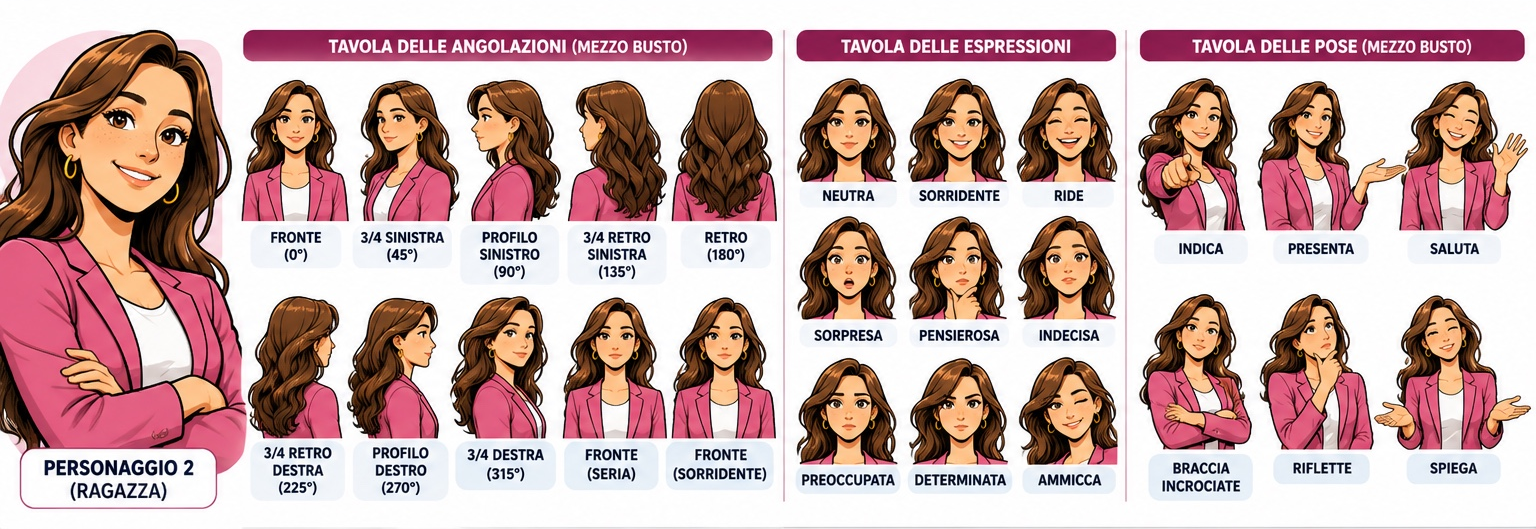 PERSONAGGIO 2
(RAGAZZA)
TAVOLA DELLE ANGOLAZIONI (MEZZO BUSTO)
FRONTE
(0°)
3/4 SINISTRA
(45°)
PROFILO
SINISTRO
(90°)
3/4 RETRO
SINISTRA
(135°)
RETRO
(180°)
3/4 RETRO
DESTRA
(225°)
PROFILO
DESTRO
(270°)
3/4 DESTRA
(315°)
FRONTE
(SERIA)
FRONTE
(SORRIDENTE)
TAVOLA DELLE ESPRESSIONI
NEUTRA
SORRIDENTE
RIDE
SORPRESA
PENSIEROSA
INDECISA
PREOCCUPATA
DETERMINATA
AMMICCA
TAVOLA DELLE POSE (MEZZO BUSTO)
INDICA
PRESENTA
SALUTA
BRACCIA
INCROCIATE
RIFLETTE
SPIEGA